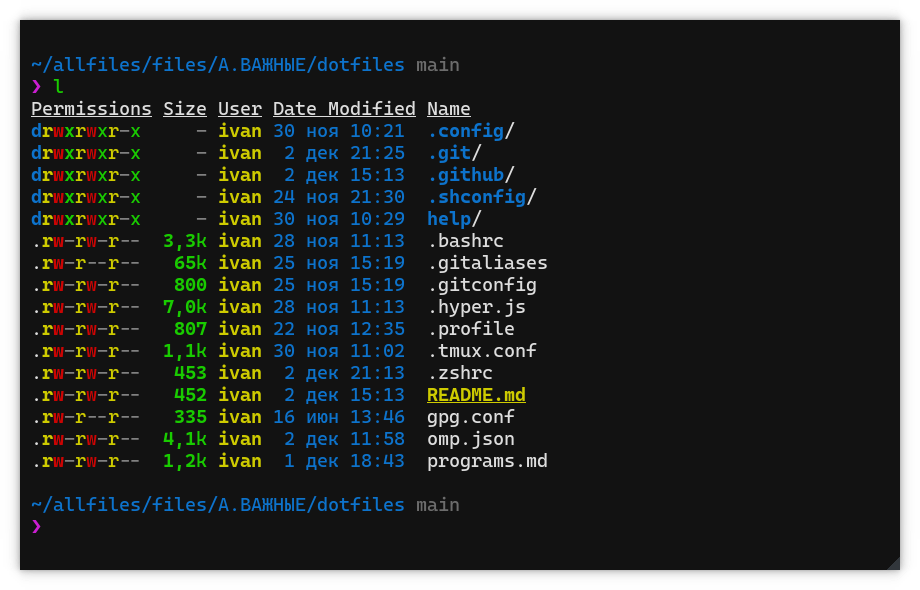 ~/allfiles/files/А.ВАЖНЫЕ/dotfiles main
❯ l
Permissions Size User Date Modified Name
drwxrwxr-x     - ivan 30 ноя 10:21  .config/
drwxrwxr-x     - ivan  2 дек 21:25  .git/
drwxrwxr-x     - ivan  2 дек 15:13  .github/
drwxrwxr-x     - ivan 24 ноя 21:30  .shconfig/
drwxrwxr-x     - ivan 30 ноя 10:29  help/
.rw-rw-r--  3,3k ivan 28 ноя 11:13  .bashrc
.rw-r--r--   65k ivan 25 ноя 15:19  .gitaliases
.rw-rw-r--   800 ivan 25 ноя 15:19  .gitconfig
.rw-rw-r--  7,0k ivan 28 ноя 11:13  .hyper.js
.rw-rw-r--   807 ivan 22 ноя 12:35  .profile
.rw-rw-r--  1,1k ivan 30 ноя 11:02  .tmux.conf
.rw-rw-r--   453 ivan  2 дек 21:13  .zshrc
.rw-rw-r--   452 ivan  2 дек 15:13  README.md
.rw-r--r--   335 ivan 16 июн 13:46  gpg.conf
.rw-rw-r--  4,1k ivan  2 дек 11:58  omp.json
.rw-rw-r--  1,2k ivan  1 дек 18:43  programs.md
~/allfiles/files/А.ВАЖНЫЕ/dotfiles main
❯